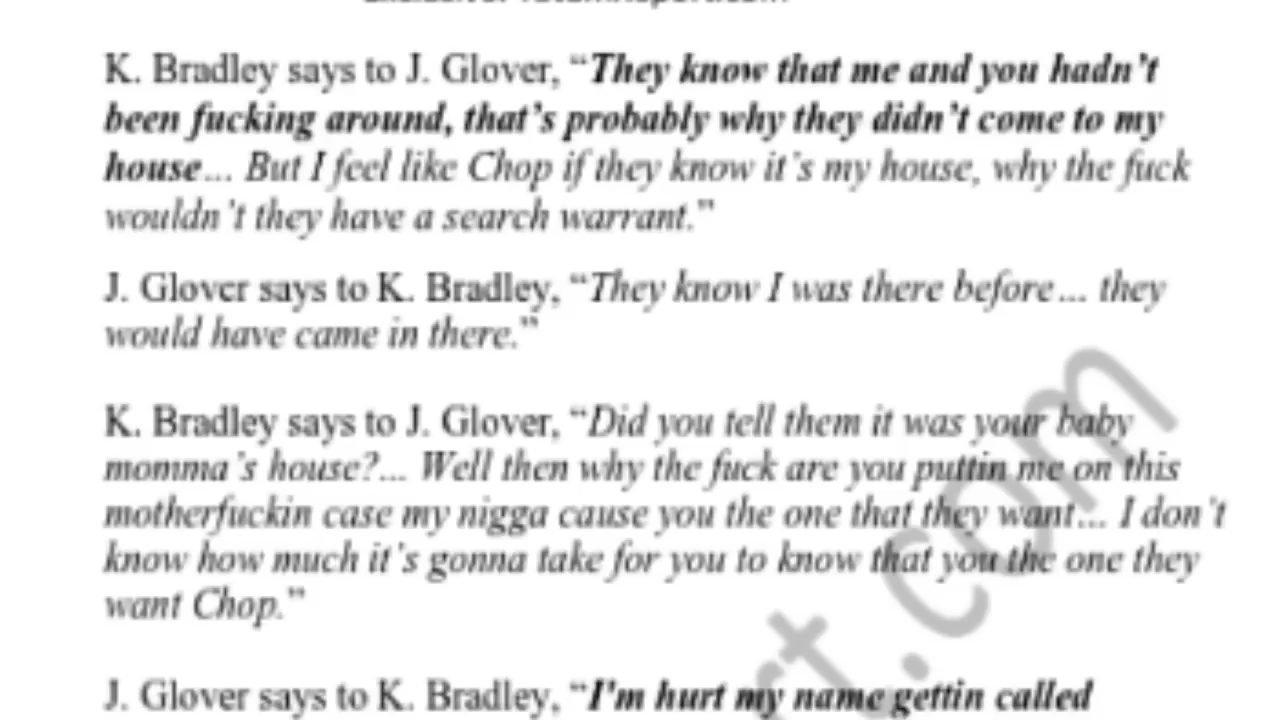 K. Bradley says to J. Glover, “They know that me and you hadn’t
been fucking around, that’s probably why they didn’t come to my
house... But I feel like Chop if they know it’s my house, why the fuck
wouldn’t they have a search warrant.”
J. Glover says to K. Bradley, “They know I was there before... they
would have came in there.”
K. Bradley says to J. Glover, “Did you tell them it was your baby
momma’s house?... Well then why the fuck are you puttin me on this
motherfuckin case my nigga cause you the one that they want... I don’t
know how much it’s gonna take for you to know that you the one they
want Chop.”
J. Glover says to K. Bradley, “I’m hurt my name gettin called
rt.com